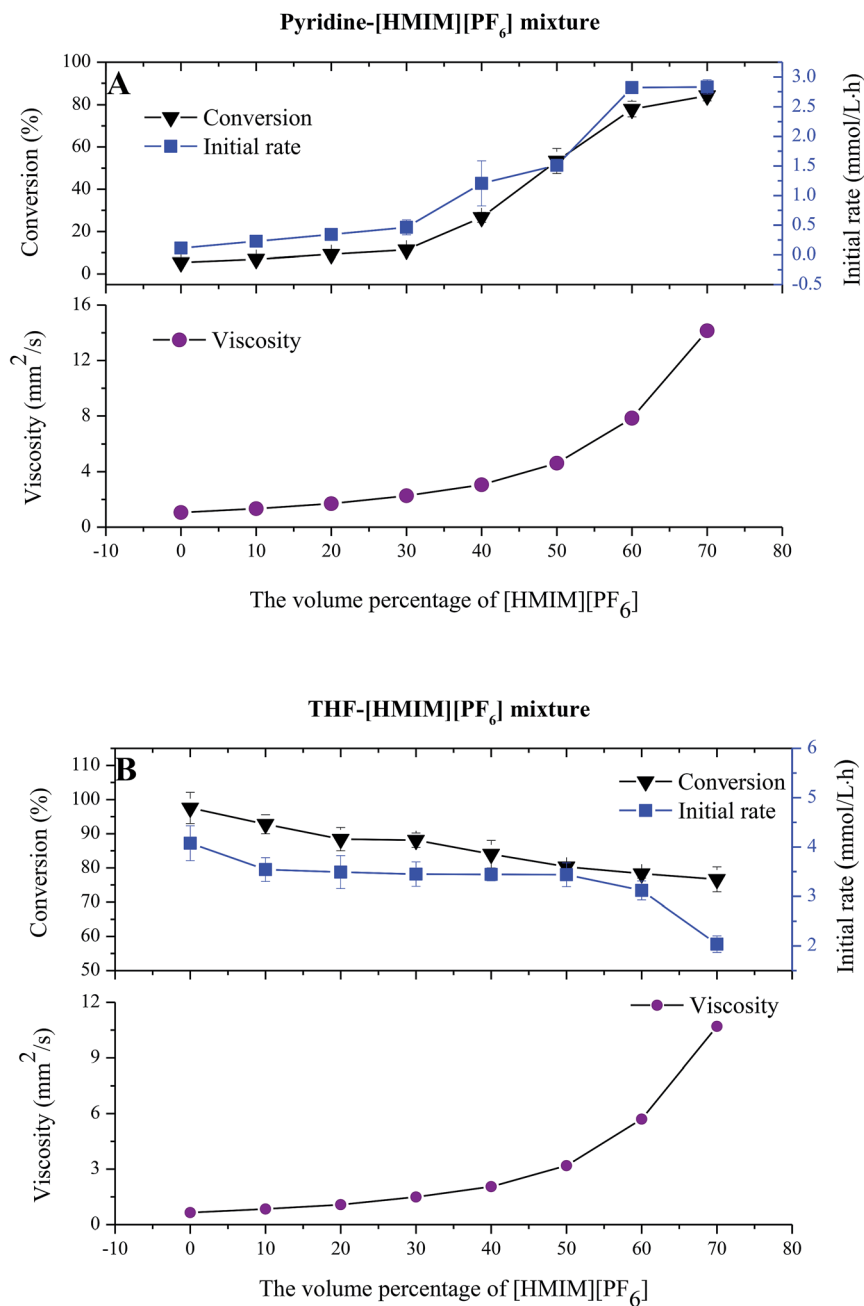 Pyridine-[HMIM][PF6] mixture
A
Conversion
Initial rate
Conversion (%)
100
80
60
40
20
0
Initial rate (mmol/L·h)
3.0
2.5
2.0
1.5
1.0
0.5
0.0
-0.5
Viscosity
Viscosity (mm2/s)
16
12
8
4
0
-10 0 10 20 30 40 50 60 70 80
The volume percentage of [HMIM][PF6]
THF-[HMIM][PF6] mixture
B
Conversion
Initial rate
Conversion (%)
110
100
90
80
70
60
50
Initial rate (mmol/L·h)
6
5
4
3
2
Viscosity
Viscosity (mm2/s)
12
9
6
3
0
-10 0 10 20 30 40 50 60 70 80
The volume percentage of [HMIM][PF6]